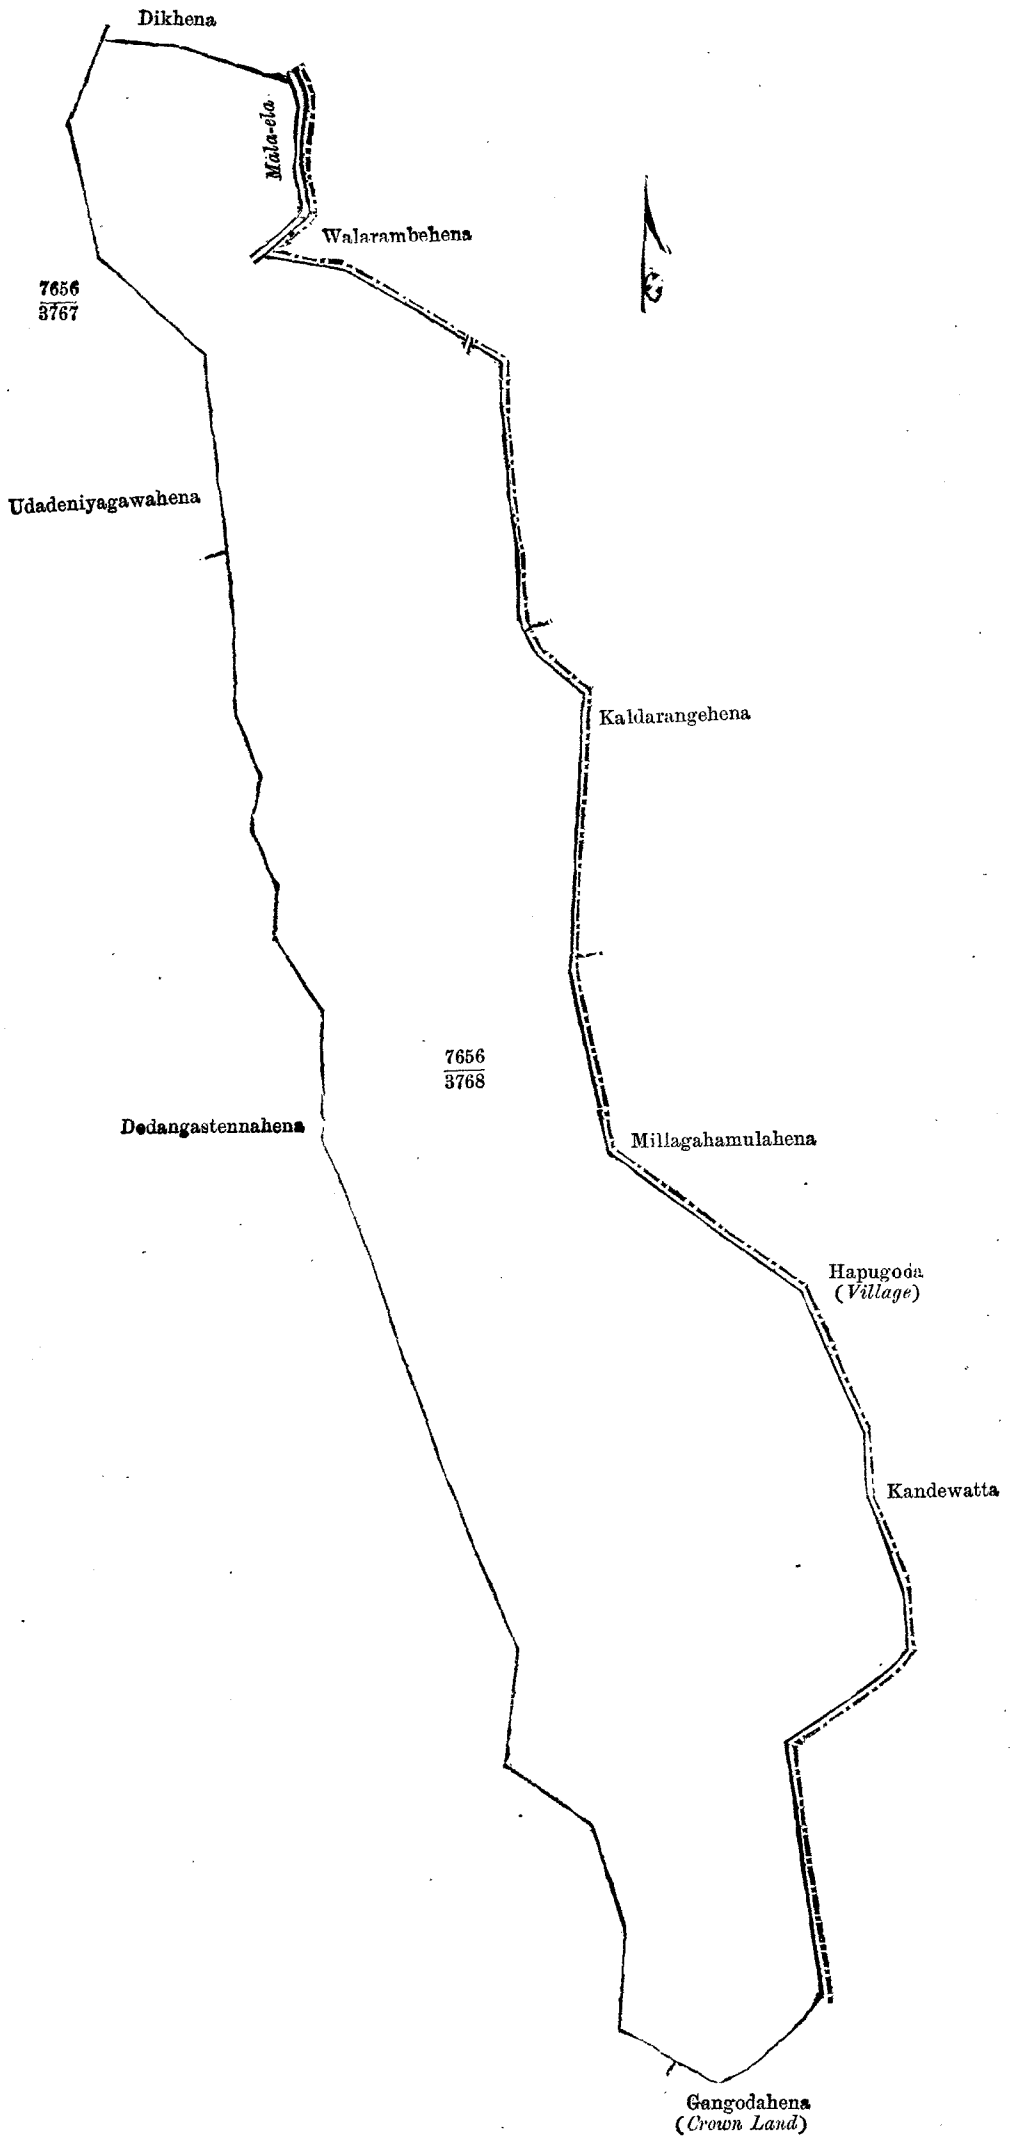 Dikhena
Mala-ela
Walarambehena
7656
3767
Udadeniyagawahena
Kaldarangehena
7656
3768
Dedangastennahena
Millagahamulahena
Hapugoda
(Village)
Kandewatta
Gangodahena
(Crown Land)